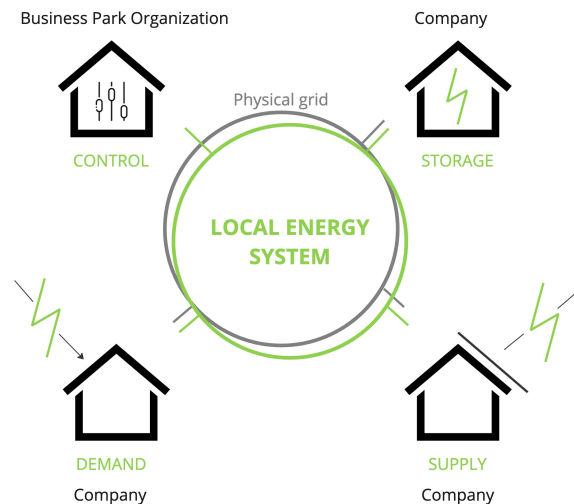 Business Park Organization
Company
Physical grid
CONTROL
STORAGE
LOCAL ENERGY
SYSTEM
DEMAND
SUPPLY
Company
Company